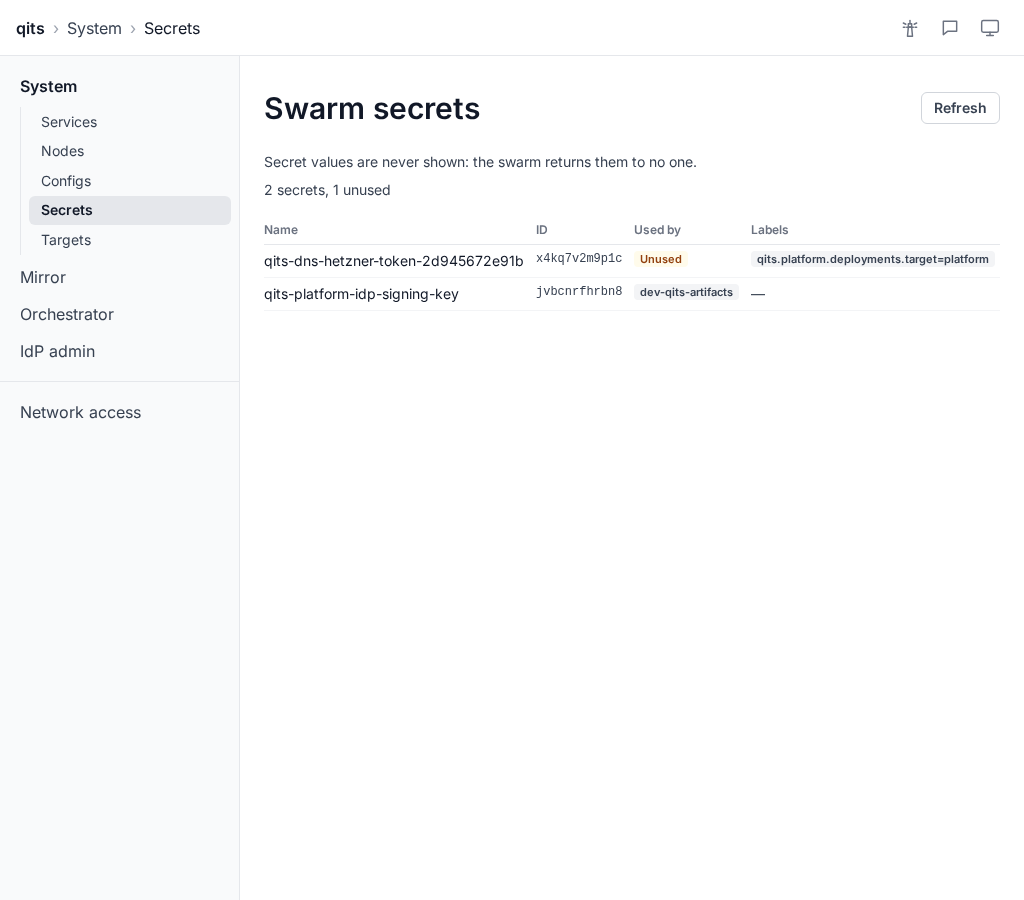 qits › System › Secrets
System
Services
Nodes
Configs
Secrets
Targets
Mirror
Orchestrator
IdP admin
Network access
Swarm secrets
Refresh
Secret values are never shown: the swarm returns them to no one.
2 secrets, 1 unused
Name ID Used by Labels
qits-dns-hetzner-token-2d945672e91b x4kq7v2m9p1c Unused qits.platform.deployments.target=platform
qits-platform-idp-signing-key jvbcnrfhrbn8 dev-qits-artifacts —